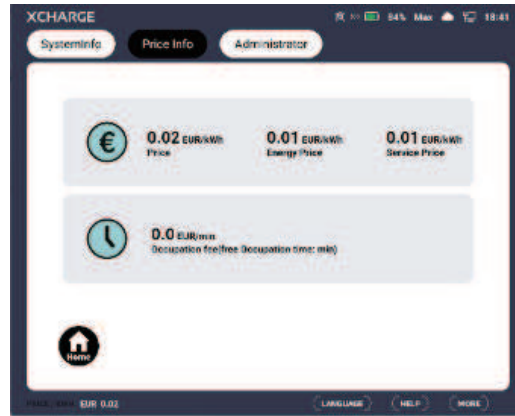 XCHARGE 84% Max 18:41
SystemInfo Price Info Administrator
0.02 EUR/kWh 0.01 EUR/kWh 0.01 EUR/kWh
Price Energy Price Service Price
0.0 EUR/min
Occupation fee(free Occupation time: min)
Home
EUR 0.02 LANGUAGE HELP MORE